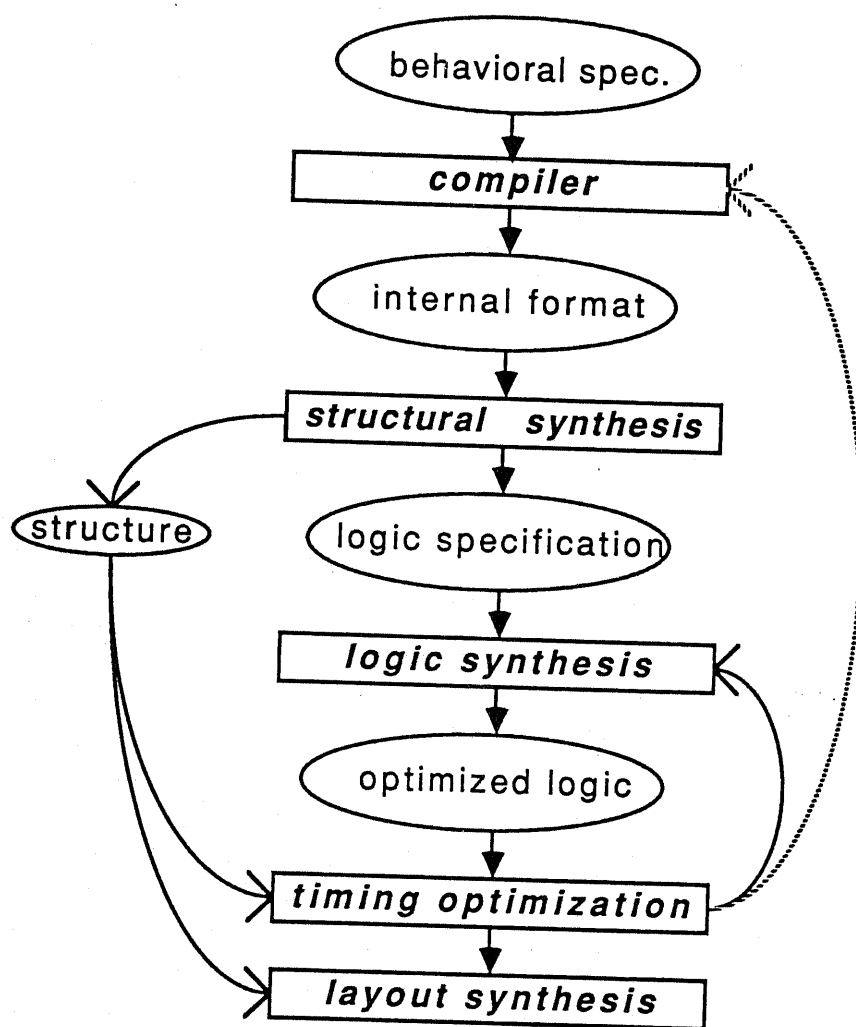 behavioral spec.
compiler
internal format
structural synthesis
structure
logic specification
logic synthesis
optimized logic
timing optimization
layout synthesis